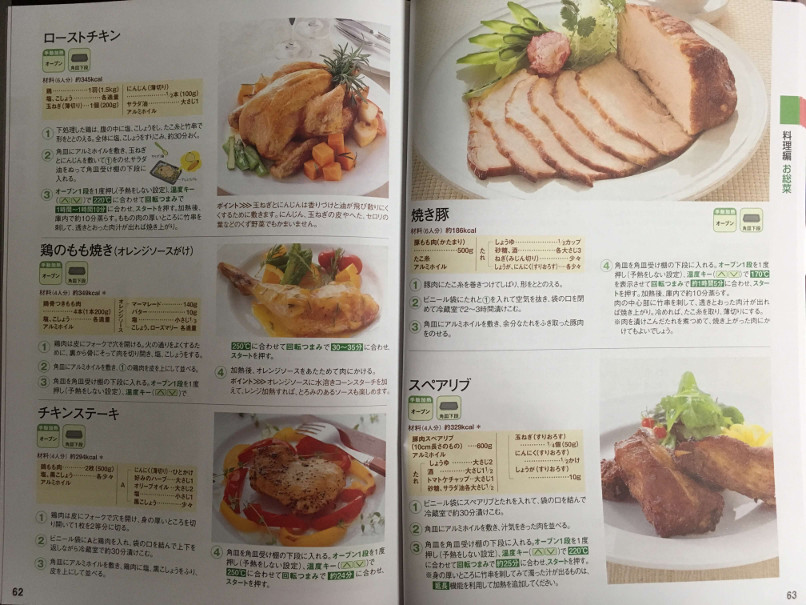 ローストチキン
手動加熱
オーブン
角皿下段
材料(6人分) 約345kcal
鶏 1羽(1.5kg)
塩、こしょう 各適量
玉ねぎ(薄切り) 1個(200g)
にんじん(薄切り)
1/2本(100g)
サラダ油 大さじ1
アルミホイル
① 下処理した鶏は、腹の中に塩、こしょうをし、たこ糸と竹串で
形をととのえる。全体に塩、こしょうをすりこみ、約30分おく。
② 角皿にアルミホイルを敷き、玉ねぎ
とにんじんを敷いて①をのせ、サラダ
油をぬって角皿受け棚の下段に
入れる。
③ オーブン1段を1度押し(予熱をしない設定)、温度キー
()で220℃に合わせて回転つまみで
1時間~1時間10分に合わせ、スタートを押す。加熱後、
庫内で約10分蒸らす。ももの肉の厚いところに竹串を
刺して、透きとおった肉汁が出れば焼き上がり。
ポイント>>>玉ねぎとにんじんは香りづけと油が飛び散りにく
くするために敷きます。にんじん、玉ねぎの皮やへた、セロリの
葉などのくず野菜でもかまいません。
鶏のもも焼き(オレンジソースがけ)
手動加熱
オーブン
角皿下段
材料(4人分) 約349kcal*
鶏骨つきもも肉
4本(1本200g)
塩、こしょう 各適量
アルミホイル
オレンジソース
マーマレード 140g
バター 10g
塩 小さじ1/2
こしょう、ローズマリー 各適量
① 鶏肉は皮にフォークで穴を開ける。火の通りをよくするた
めに、裏から骨にそって肉を切り開き、塩、こしょうをする。
② 角皿にアルミホイルを敷き、①の鶏肉を皮を上にして並べる。
③ 角皿を角皿受け棚の下段に入れる。オーブン1段を1度
押し(予熱をしない設定)、温度キー()で
250℃に合わせて回転つまみで30~35分に合わせ、
スタートを押す。
④ 加熱後、オレンジソースをあたためて肉にかける。
ポイント>>>オレンジソースに水溶きコーンスターチを加
えて、レンジ加熱すれば、とろみのあるソースも楽しめます。
チキンステーキ
手動加熱
オーブン
角皿下段
材料(4人分) 約294kcal*
鶏もも肉 2枚(500g)
塩、黒こしょう 各少々
アルミホイル
A
にんにく(薄切り) ひとかけ
好みのハーブ 大さじ1
オリーブオイル 大さじ2
塩 小さじ1
黒こしょう 少々
① 鶏肉は皮にフォークで穴を開け、身の厚いところを切
り開いて1枚を2等分に切る。
② ビニール袋にAと鶏肉を入れ、袋の口を結んで上下を
返しながら冷蔵室で約30分漬けこむ。
③ 角皿にアルミホイルを敷き、鶏肉に塩、黒こしょうをふり、
皮を上にして並べる。
④ 角皿を角皿受け棚の下段に入れる。オーブン1段を1度
押し(予熱をしない設定)、温度キー()で
250℃に合わせて回転つまみで約24分に合わせ、
スタートを押す。
62
焼き豚
手動加熱
オーブン
角皿下段
材料(6人分) 約186kcal
豚もも肉(かたまり)
500g
たこ糸
アルミホイル
たれ
しょうゆ 1/3カップ
砂糖、酒 各大さじ3
ねぎ(みじん切り) 少々
しょうが、にんにく(すりおろす) 各少々
① 豚肉にたこ糸を巻きつけてしばり、形をととのえる。
② ビニール袋にたれと①を入れて空気を抜き、袋の口を閉
めて冷蔵室で2~3時間漬けこむ。
③ 角皿にアルミホイルを敷き、余分なたれをふき取った豚肉
をのせる。
④ 角皿を角皿受け棚の下段に入れる。オーブン1段を1度
押し(予熱をしない設定)、温度キー()で170℃
を表示させて回転つまみで約1時間5分に合わせ、スター
トを押す。加熱後、庫内で約10分蒸らす。
肉の中心部に竹串を刺して、透きとおった肉汁が出れ
ば焼き上がり。冷めれば、たこ糸を取り、薄切りにする。
※肉を漬けこんだたれを煮つめて、焼き上がった肉にか
けてもよいでしょう。
スペアリブ
手動加熱
オーブン
角皿下段
材料(4人分) 約329kcal*
豚肉スペアリブ
(10cm長さのもの) 600g
アルミホイル
たれ
しょうゆ 大さじ2
酒 大さじ1 1/2
トマトケチャップ 大さじ1
砂糖、サラダ油各大さじ1/2
玉ねぎ(すりおろす)
1/4個(50g)
にんにく(すりおろす)
1/2かけ
しょうが(すりおろす)
10g
① ビニール袋にスペアリブとたれを入れて、袋の口を結んで
冷蔵室で約30分漬けこむ。
② 角皿にアルミホイルを敷き、汁気をきった肉を並べる。
③ 角皿を角皿受け棚の下段に入れる。オーブン1段を1度
押し(予熱をしない設定)、温度キー()で220℃
に合わせて回転つまみで約25分に合わせ、スタートを押す。
※身の厚いところに竹串を刺してみて濁った汁が出るものは、
延長機能を利用し加熱を追加してください。
料理編 お総菜
63